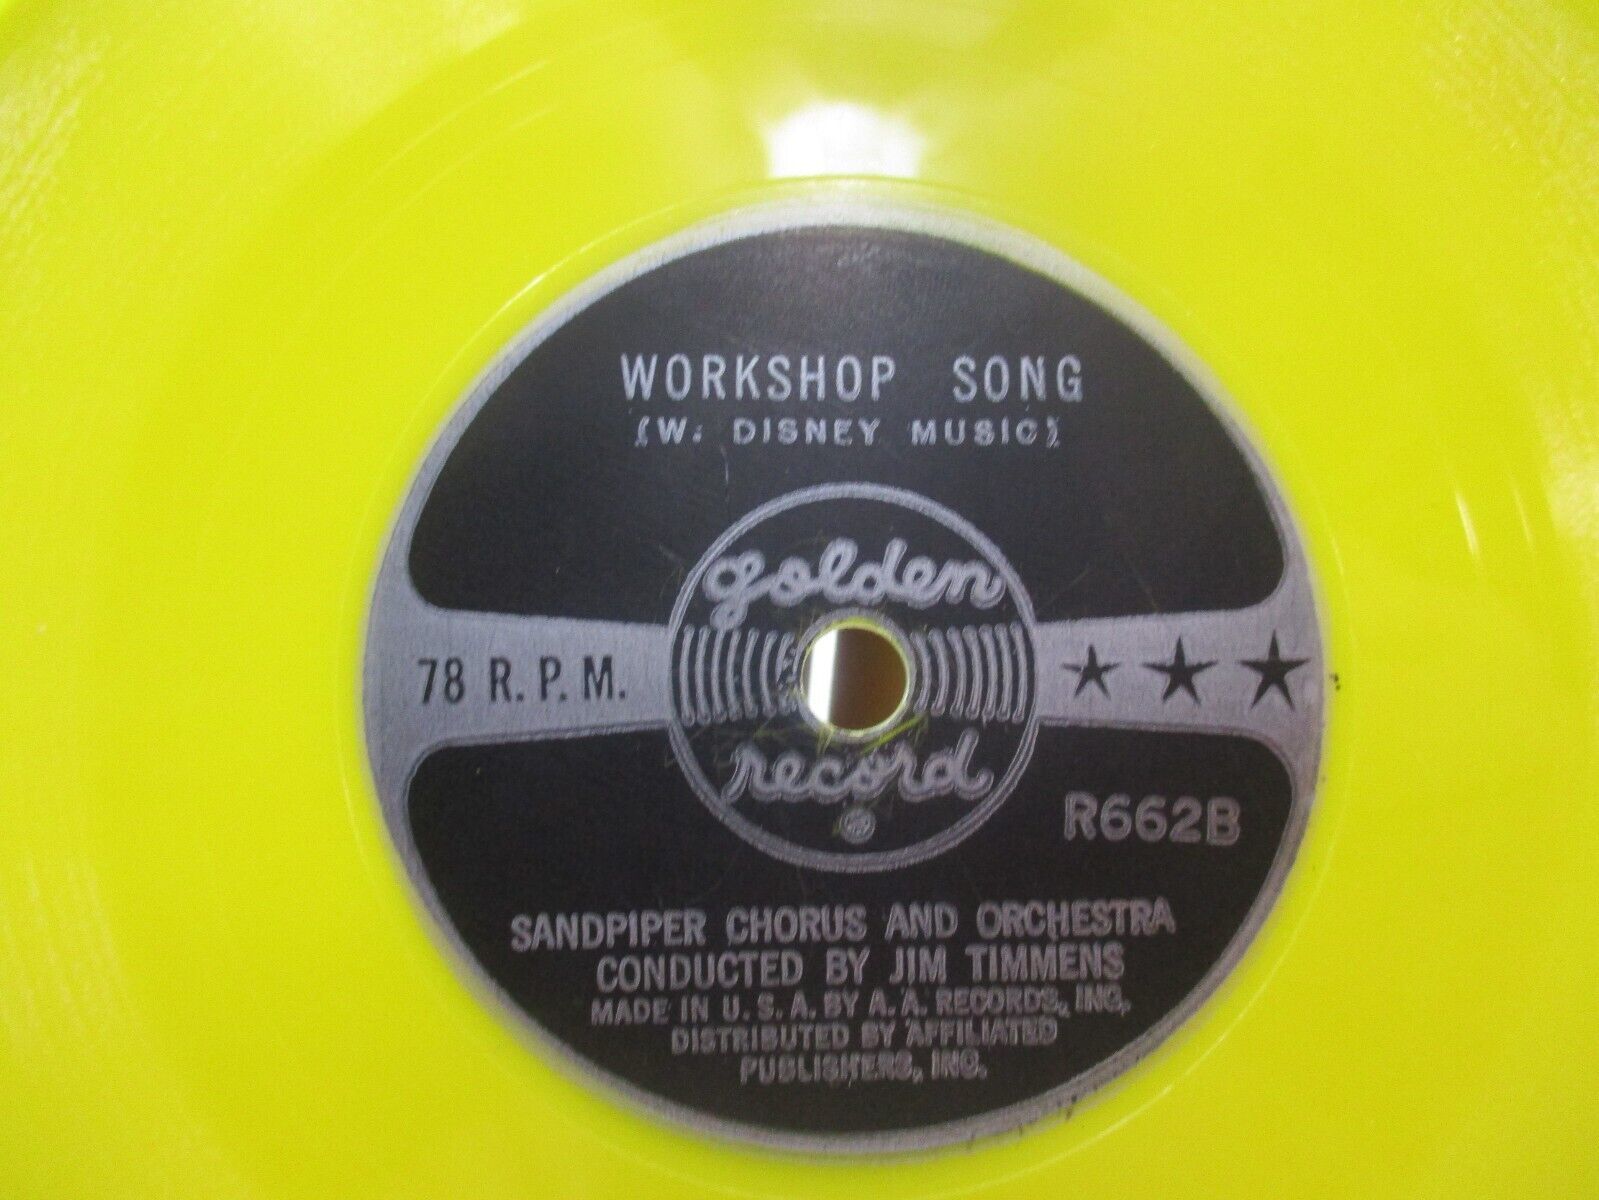 WORKSHOP SONG
(W. DISNEY MUSIC)
golden
78 R.P.M.
record
®
R662B
SANDPIPER CHORUS AND ORCHESTRA
CONDUCTED BY JIM TIMMENS
MADE IN U.S.A. BY A.A. RECORDS, INC.
DISTRIBUTED BY AFFILIATED
PUBLISHERS, INC.